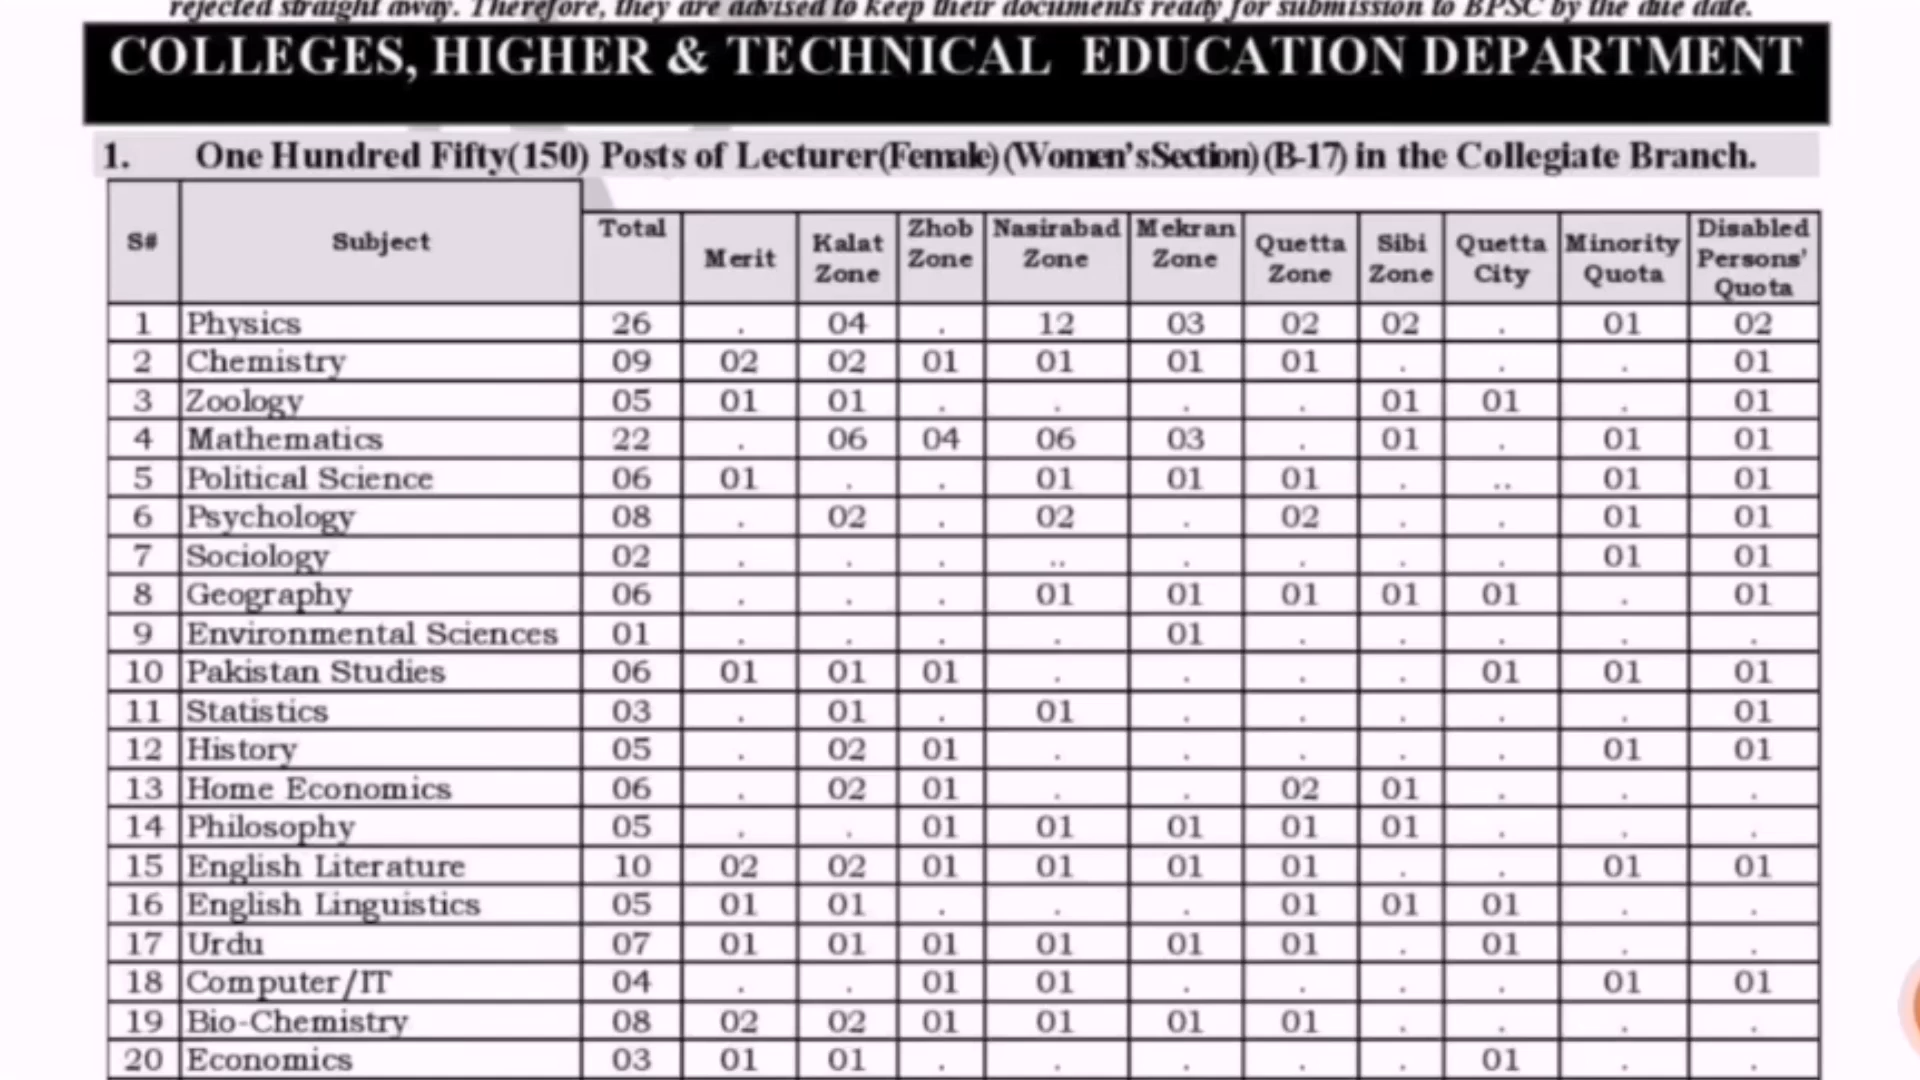 rejected straight away. Therefore, they are advised to keep their documents ready for submission to BPSC by the due date.
COLLEGES, HIGHER & TECHNICAL EDUCATION DEPARTMENT
1. One Hundred Fifty(150) Posts of Lecturer(Female)(Women'sSection)(B-17) in the Collegiate Branch.
S# Subject Total Merit Kalat Zone Zhob Zone Nasirabad Zone Mekran Zone Quetta Zone Sibi Zone Quetta City Minority Quota Disabled Persons' Quota
1 Physics 26 . 04 . 12 03 02 02 . 01 02
2 Chemistry 09 02 02 01 01 01 01 . . . 01
3 Zoology 05 01 01 . . . . 01 01 . 01
4 Mathematics 22 . 06 04 06 03 . 01 . 01 01
5 Political Science 06 01 . . 01 01 01 . .. 01 01
6 Psychology 08 . 02 . 02 . 02 . . 01 01
7 Sociology 02 . . . .. . . . . 01 01
8 Geography 06 . . . 01 01 01 01 01 . 01
9 Environmental Sciences 01 . . . . 01 . . . . .
10 Pakistan Studies 06 01 01 01 . . . . 01 01 01
11 Statistics 03 . 01 . 01 . . . . . 01
12 History 05 . 02 01 . . . . . 01 01
13 Home Economics 06 . 02 01 . . 02 01 . . .
14 Philosophy 05 . . 01 01 01 01 01 . . .
15 English Literature 10 02 02 01 01 01 01 . . 01 01
16 English Linguistics 05 01 01 . . . 01 01 01 . .
17 Urdu 07 01 01 01 01 01 01 . 01 . .
18 Computer/IT 04 . . 01 01 . . . . 01 01
19 Bio-Chemistry 08 02 02 01 01 01 01 . . . .
20 Economics 03 01 01 . . . . . 01 . .